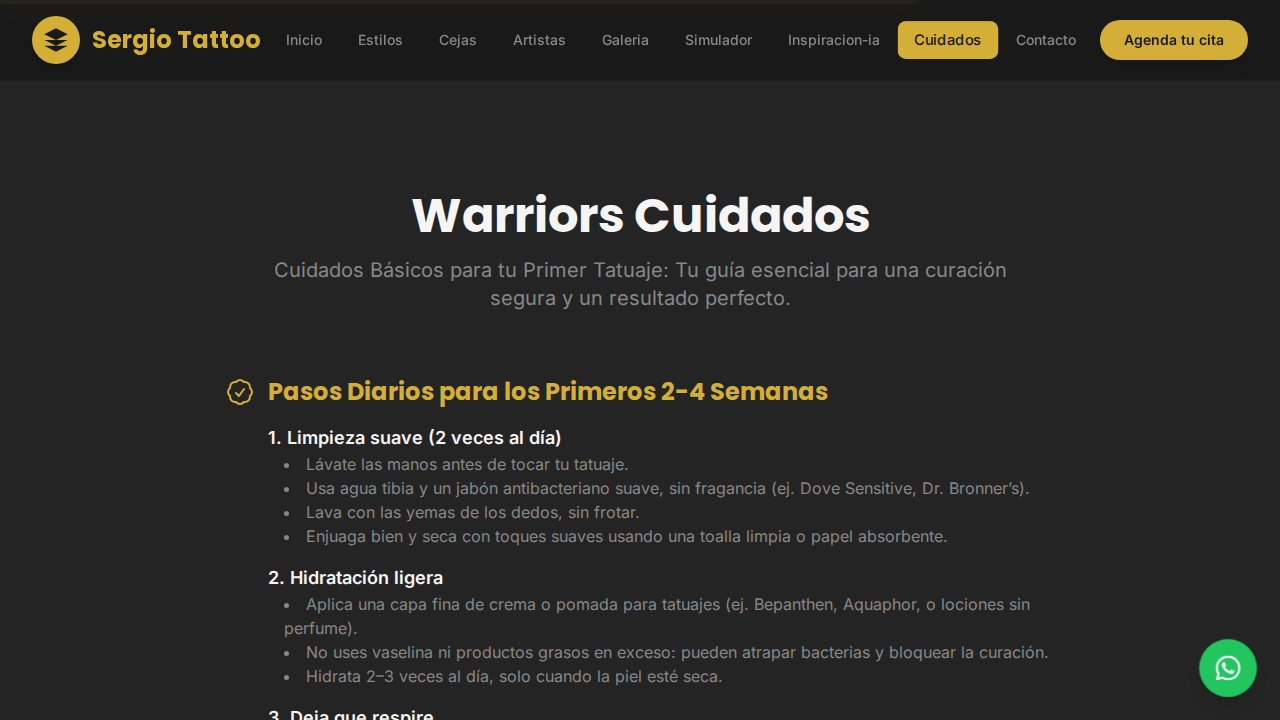 Sergio Tattoo
Inicio
Estilos
Cejas
Artistas
Galeria
Simulador
Inspiracion-ia
Cuidados
Contacto
Agenda tu cita
Warriors Cuidados
Cuidados Básicos para tu Primer Tatuaje: Tu guía esencial para una curación
segura y un resultado perfecto.
Pasos Diarios para los Primeros 2-4 Semanas
1. Limpieza suave (2 veces al día)
• Lávate las manos antes de tocar tu tatuaje.
• Usa agua tibia y un jabón antibacteriano suave, sin fragancia (ej. Dove Sensitive, Dr. Bronner’s).
• Lava con las yemas de los dedos, sin frotar.
• Enjuaga bien y seca con toques suaves usando una toalla limpia o papel absorbente.
2. Hidratación ligera
• Aplica una capa fina de crema o pomada para tatuajes (ej. Bepanthen, Aquaphor, o lociones sin
perfume).
• No uses vaselina ni productos grasos en exceso: pueden atrapar bacterias y bloquear la curación.
• Hidrata 2–3 veces al día, solo cuando la piel esté seca.
3. Deja que respire